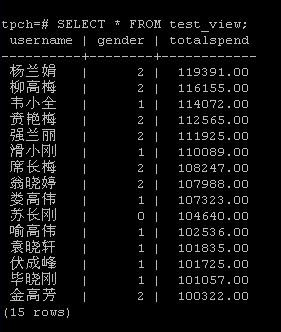 tpch=# SELECT * FROM test_view;
username | gender | totalspend
----------+--------+------------
杨兰娟 | 2 | 119391.00
柳高梅 | 2 | 116155.00
韦小全 | 1 | 114072.00
贲艳梅 | 2 | 112565.00
强兰丽 | 2 | 111925.00
滑小刚 | 1 | 110089.00
席长梅 | 2 | 108247.00
翁晓婷 | 2 | 107988.00
娄高伟 | 1 | 107323.00
苏长刚 | 0 | 104640.00
喻高伟 | 1 | 102536.00
袁晓轩 | 1 | 101835.00
伏成峰 | 1 | 101725.00
毕晓刚 | 1 | 101057.00
金高芳 | 2 | 100322.00
(15 rows)